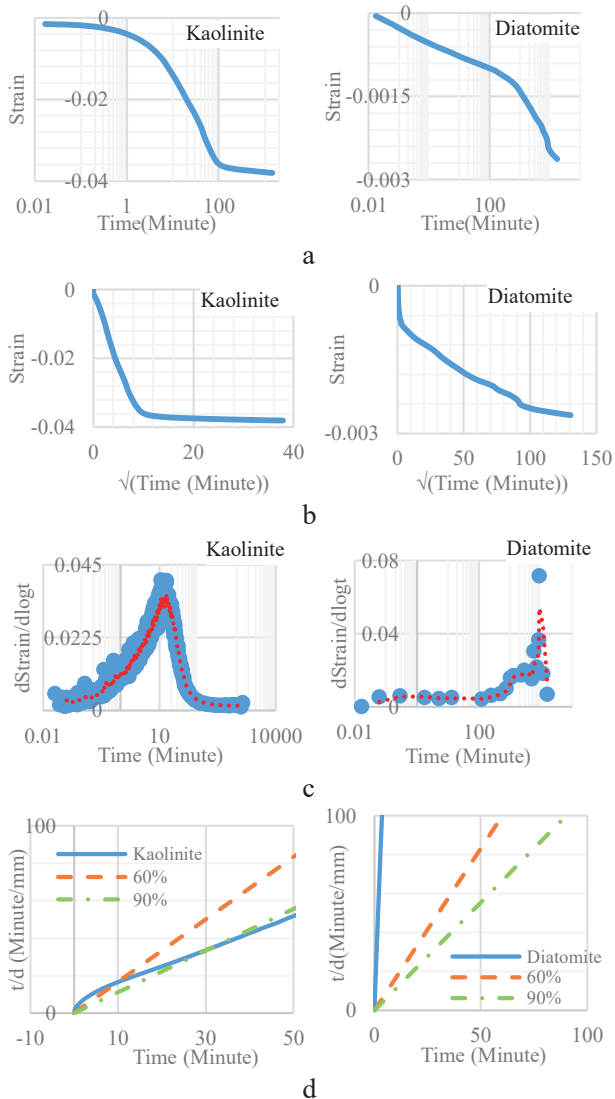 Kaolinite
0
-0.02
-0.04
0.01 1 100
Strain
Time(Minute)
Diatomite
0
-0.0015
-0.003
0.01 100
Strain
Time(Minute)
a
Kaolinite
0
-0.02
-0.04
0 20 40
Strain
√(Time (Minute))
Diatomite
0
-0.003
0 50 100 150
Strain
√(Time (Minute))
b
Kaolinite
0.045
0.0225
0
0.01 10 10000
dStrain/dlogt
Time (Minute)
Diatomite
0.08
0.04
0
0.01 100
dStrain/dlogt
Time (Minute)
c
100
0
-10 10 30 50
t/d (Minute/mm)
Time (Minute)
Kaolinite
60%
90%
100
0
0 50 100
t/d(Minute/mm)
Time (Minute)
Diatomite
60%
90%
d